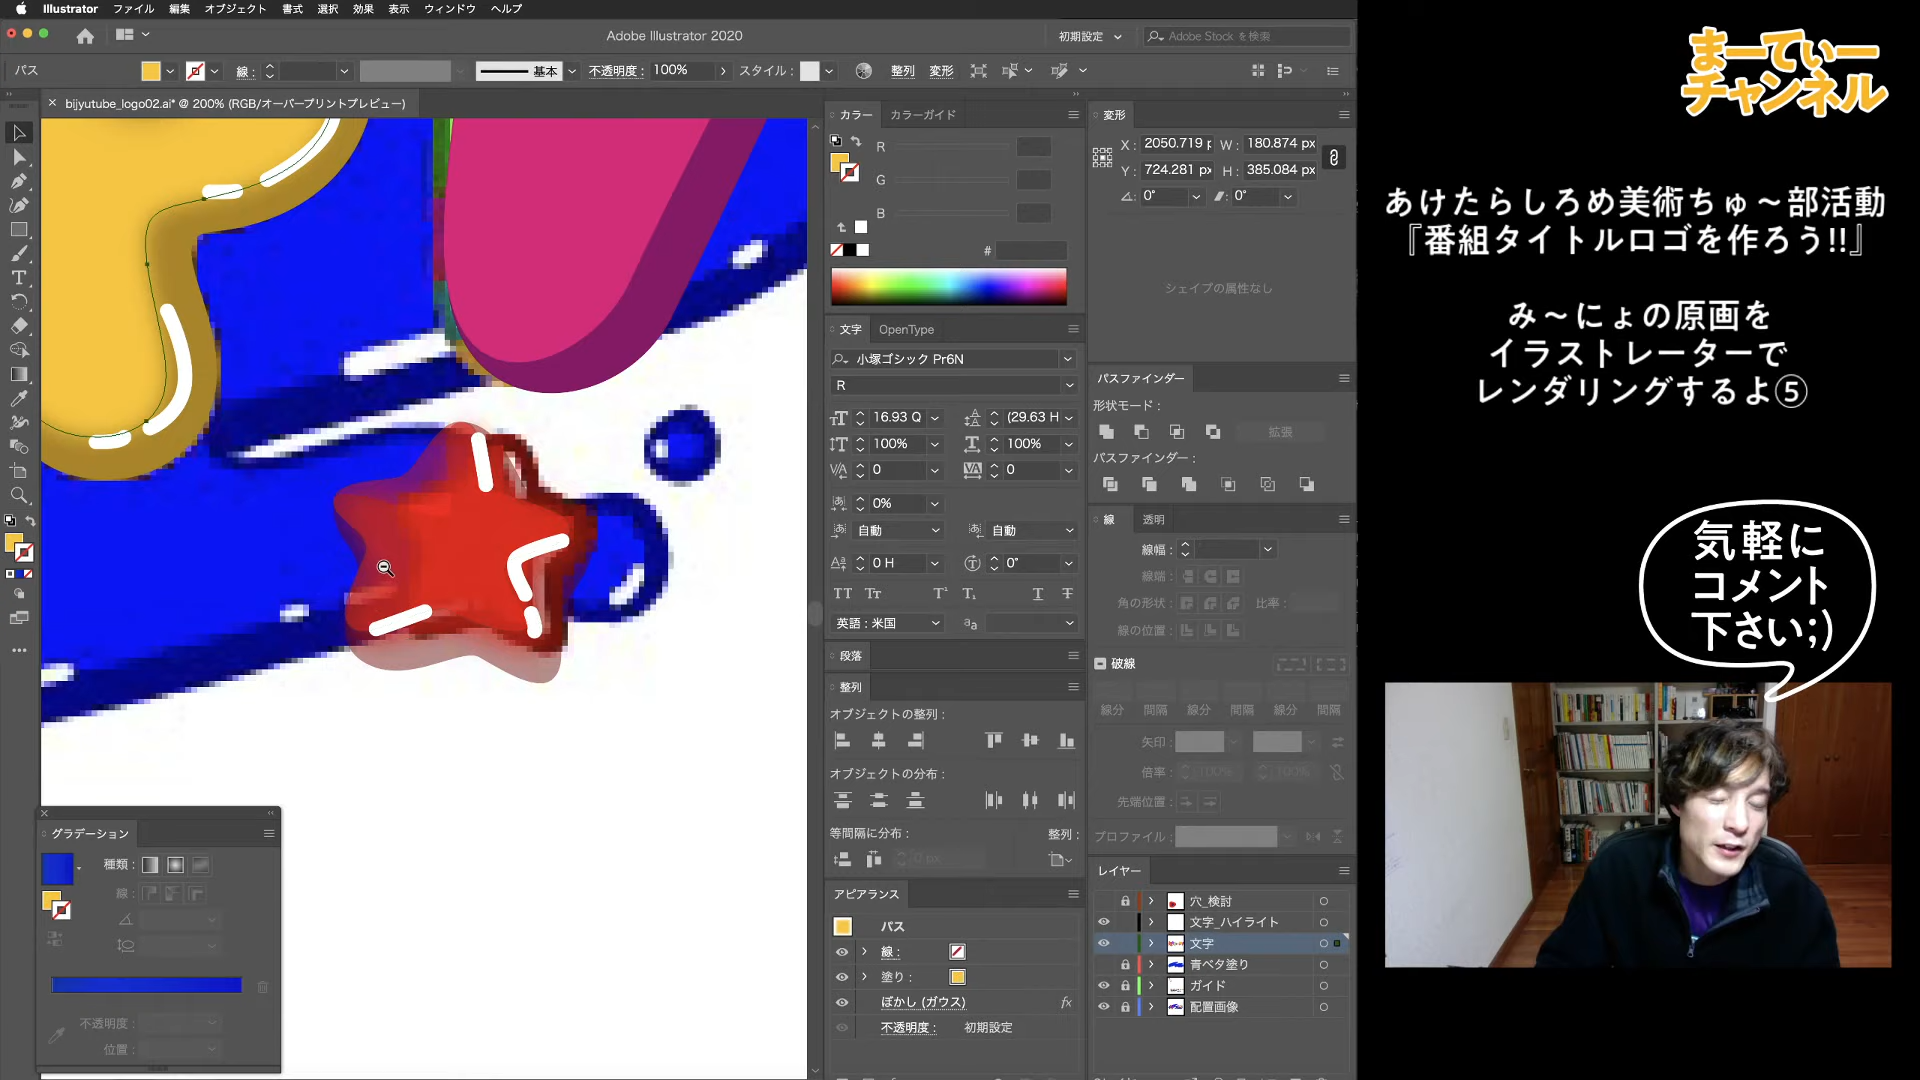 Illustrator ファイル 編集 オブジェクト 書式 選択 効果 表示 ウィンドウ ヘルプ
Adobe Illustrator 2020
初期設定
Adobe Stock を検索
パス
線 :
基本
不透明度 : 100%
スタイル :
整列
変形
bijyutube_logo02.ai* @ 200% (RGB/オーバープリントプレビュー)
カラー
カラーガイド
R
G
B
#
文字
OpenType
小塚ゴシック Pr6N
R
16.93 Q
(29.63 H
100%
100%
0
0
0%
自動
自動
0 H
0°
英語 : 米国
段落
整列
オブジェクトの整列 :
オブジェクトの分布 :
等間隔に分布 :
整列 :
0 px
アピアランス
パス
線 :
塗り :
ぼかし (ガウス)
fx
不透明度 : 初期設定
変形
X : 2050.719 p
W : 180.874 px
Y : 724.281 px
H : 385.084 px
0°
0°
シェイプの属性なし
パスファインダー
形状モード :
拡張
パスファインダー :
線
透明
線幅 :
線端 :
角の形状 :
比率 :
線の位置 :
破線
線分 間隔 線分 間隔 線分 間隔
矢印 :
倍率 : 100% 100%
先端位置 :
プロファイル :
レイヤー
穴_検討
文字_ハイライト
文字
青ベタ塗り
ガイド
配置画像
グラデーション
種類 :
線 :
不透明度 :
位置 :
まーてぃー
チャンネル
あけたらしろめ美術ちゅ～部活動
『番組タイトルロゴを作ろう!!』
み～にょの原画を
イラストレーターで
レンダリングするよ⑤
気軽に
コメント
下さい;)